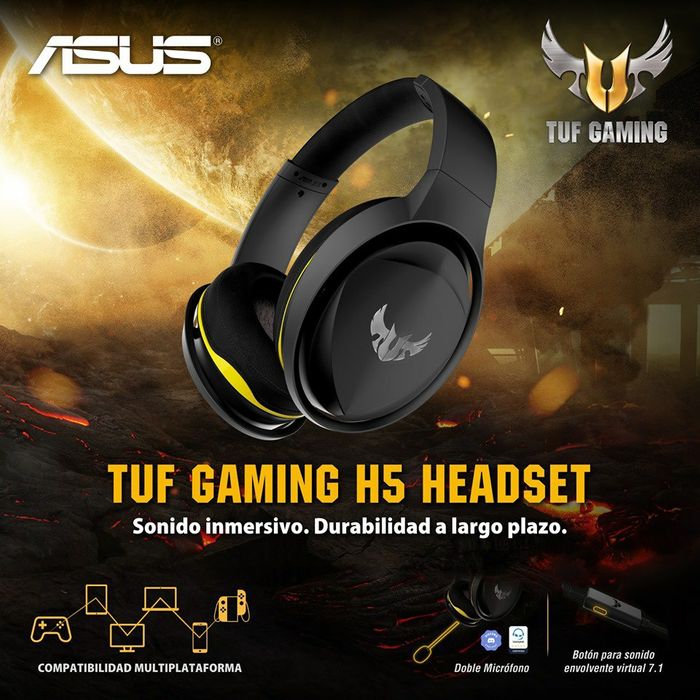 ASUS®
TUF GAMING
TUF GAMING H5 HEADSET
Sonido inmersivo. Durabilidad a largo plazo.
COMPATIBILIDAD MULTIPLATAFORMA
Doble Micrófono
Botón para sonido
envolvente virtual 7.1